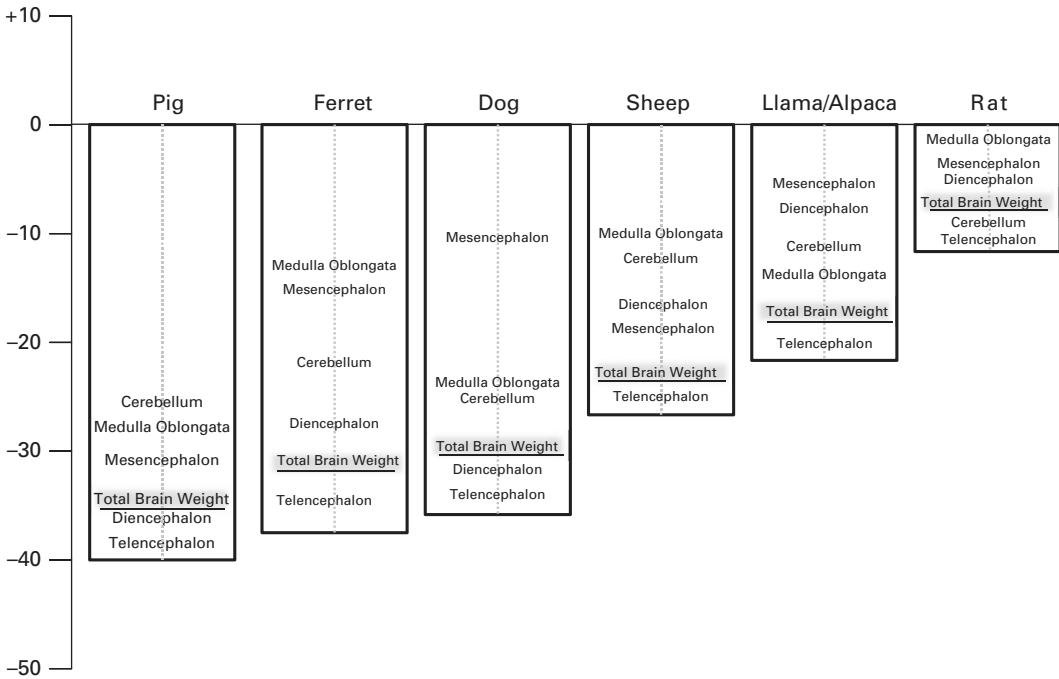 +10
0
–10
–20
–30
–40
–50
Pig
Cerebellum
Medulla Oblongata
Mesencephalon
Total Brain Weight
Diencephalon
Telencephalon
Ferret
Medulla Oblongata
Mesencephalon
Cerebellum
Diencephalon
Total Brain Weight
Telencephalon
Dog
Mesencephalon
Medulla Oblongata
Cerebellum
Total Brain Weight
Diencephalon
Telencephalon
Sheep
Medulla Oblongata
Cerebellum
Diencephalon
Mesencephalon
Total Brain Weight
Telencephalon
Llama/Alpaca
Mesencephalon
Diencephalon
Cerebellum
Medulla Oblongata
Total Brain Weight
Telencephalon
Rat
Medulla Oblongata
Mesencephalon
Diencephalon
Total Brain Weight
Cerebellum
Telencephalon